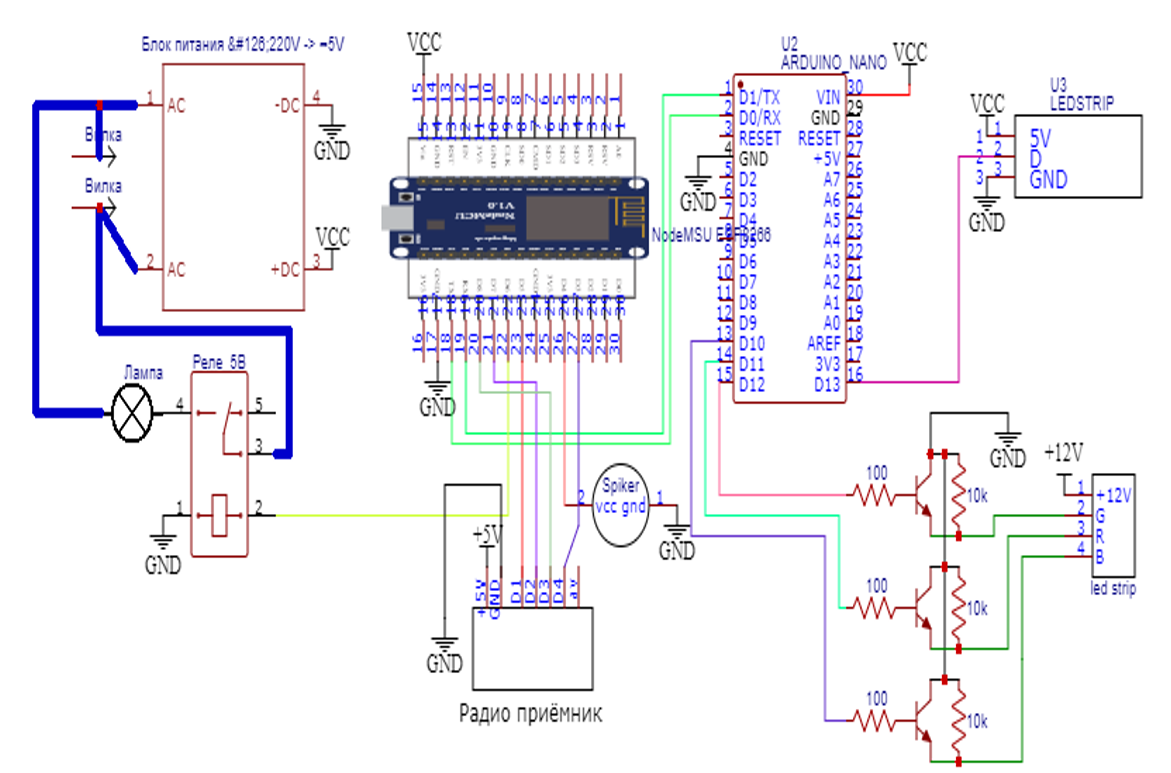 Блок питания &#126;220V -> =5V
1 AC
-DC 4
GND
Вилка
Вилка
VCC
2 AC
+DC 3
Лампа
Реле 5В
4
5
3
1
2
GND
VCC
15 14 13 12 11 10 9 8 7 6 5 4 3 2 1
NodeMCU
V1.0
NodeMSU ESP8266
16 17 18 19 20 21 22 23 24 25 26 27 28 29 30
GND
U2
ARDUINO_NANO
VCC
1 D1/TX
2 D0/RX
3 RESET
4 GND
5 D2
6 D3
7 D4
8 D5
9 D6
10 D7
11 D8
12 D9
13 D10
14 D11
15 D12
GND
VIN 30
GND 29
RESET 28
+5V 27
A7 26
A6 25
A5 24
A4 23
A3 22
A2 21
A1 20
A0 19
AREF 18
3V3 17
D13 16
U3
LEDSTRIP
VCC
1 1 5V
2 2 D
3 3 GND
GND
Spiker
vcc gnd
2
1
GND
+5V
+5v GND D1 D2 D3 D4 av
GND
Радио приёмник
100
10k
GND
+12V
1 +12V
2 G
3 R
4 B
led strip
100
10k
100
10k